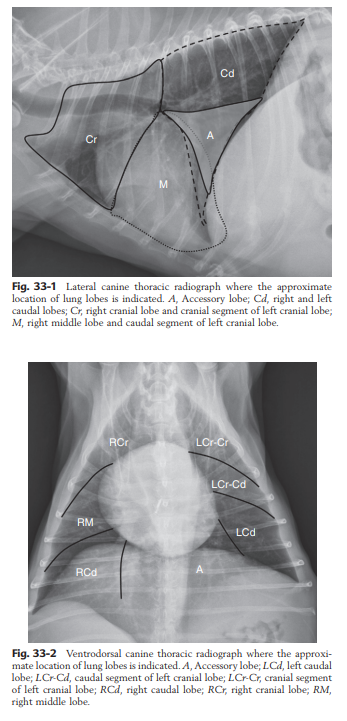 Cd
Cr
A
M
Fig. 33-1 Lateral canine thoracic radiograph where the approximate
location of lung lobes is indicated. A, Accessory lobe; Cd, right and left
caudal lobes; Cr, right cranial lobe and cranial segment of left cranial lobe;
M, right middle lobe and caudal segment of left cranial lobe.
RCr
LCr-Cr
LCr-Cd
RM
LCd
RCd
A
Fig. 33-2 Ventrodorsal canine thoracic radiograph where the approxi-
mate location of lung lobes is indicated. A, Accessory lobe; LCd, left caudal
lobe; LCr-Cd, caudal segment of left cranial lobe; LCr-Cr, cranial segment
of left cranial lobe; RCd, right caudal lobe; RCr, right cranial lobe; RM,
right middle lobe.